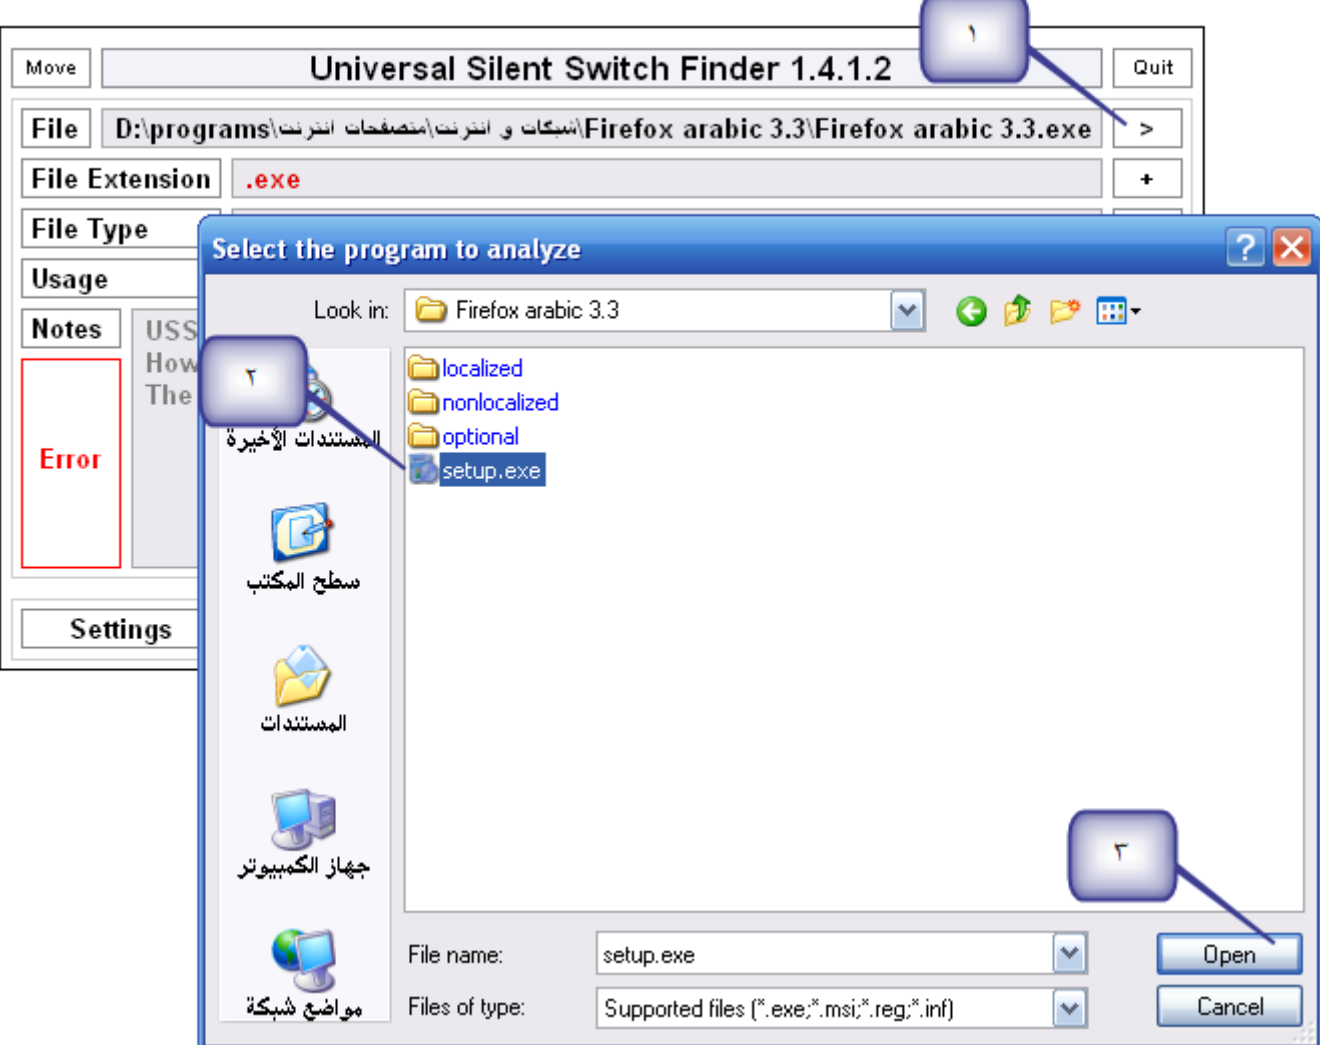 ١
Move
Universal Silent Switch Finder 1.4.1.2
Quit
File
D:\programs\شبكات و انترنت\متصفحات انترنت\Firefox arabic 3.3\Firefox arabic 3.3.exe
>
File Extension
.exe
+
File Type
Usage
Notes
USS
How
The
Error
Settings
Select the program to analyze
?
Look in:
Firefox arabic 3.3
٢
localized
nonlocalized
optional
setup.exe
المستندات الأخيرة
سطح المكتب
المستندات
جهاز الكمبيوتر
مواضع شبكة
٣
File name:
setup.exe
Open
Files of type:
Supported files (*.exe;*.msi;*.reg;*.inf)
Cancel